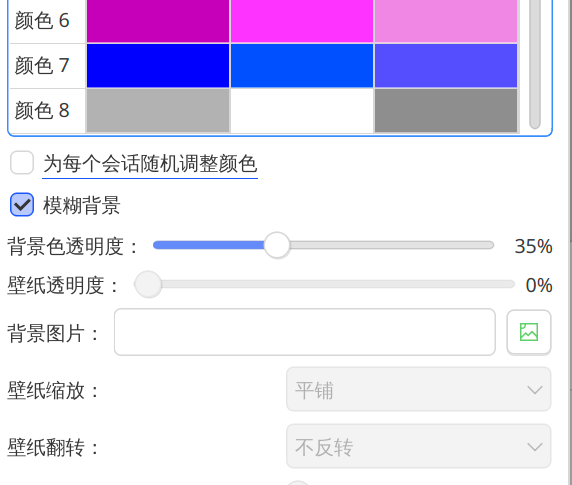 颜色 6
颜色 7
颜色 8
为每个会话随机调整颜色
模糊背景
背景色透明度： 35%
壁纸透明度： 0%
背景图片：
壁纸缩放： 平铺
壁纸翻转： 不反转